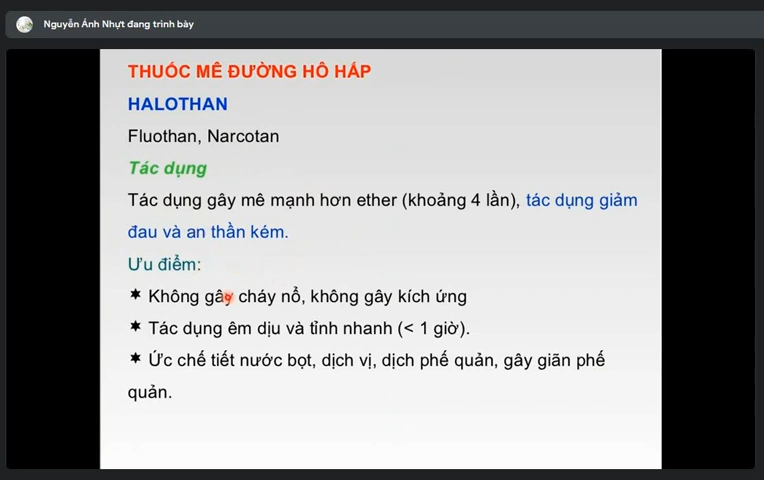 Nguyễn Ánh Nhựt đang trình bày
THUỐC MÊ ĐƯỜNG HÔ HẤP
HALOTHAN
Fluothan, Narcotan
Tác dụng
Tác dụng gây mê mạnh hơn ether (khoảng 4 lần), tác dụng giảm
đau và an thần kém.
Ưu điểm:
✶ Không gây cháy nổ, không gây kích ứng
✶ Tác dụng êm dịu và tỉnh nhanh (< 1 giờ).
✶ Ức chế tiết nước bọt, dịch vị, dịch phế quản, gây giãn phế
quản.